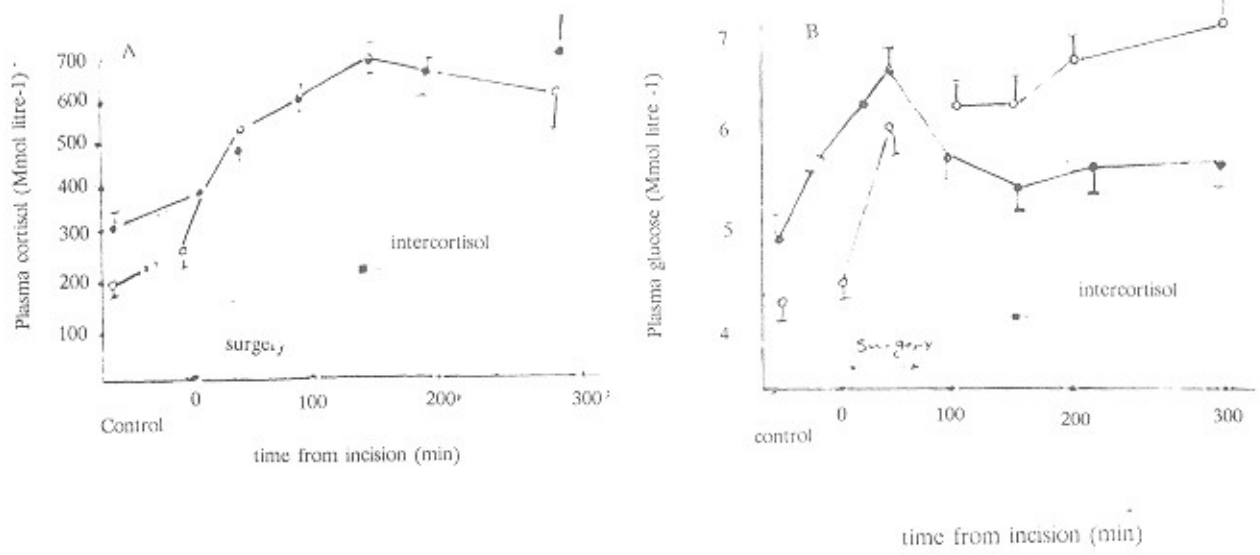 A
700
600
500
400
300
200
100
Plasma cortisol (Mmol litre-1)
intercortisol
surgery
0
100
200
300
Control
time from incision (min)
B
7
6
5
4
Plasma glucose (Mmol litre -1)
intercortisol
Surgery
0
100
200
300
control
time from incision (min)